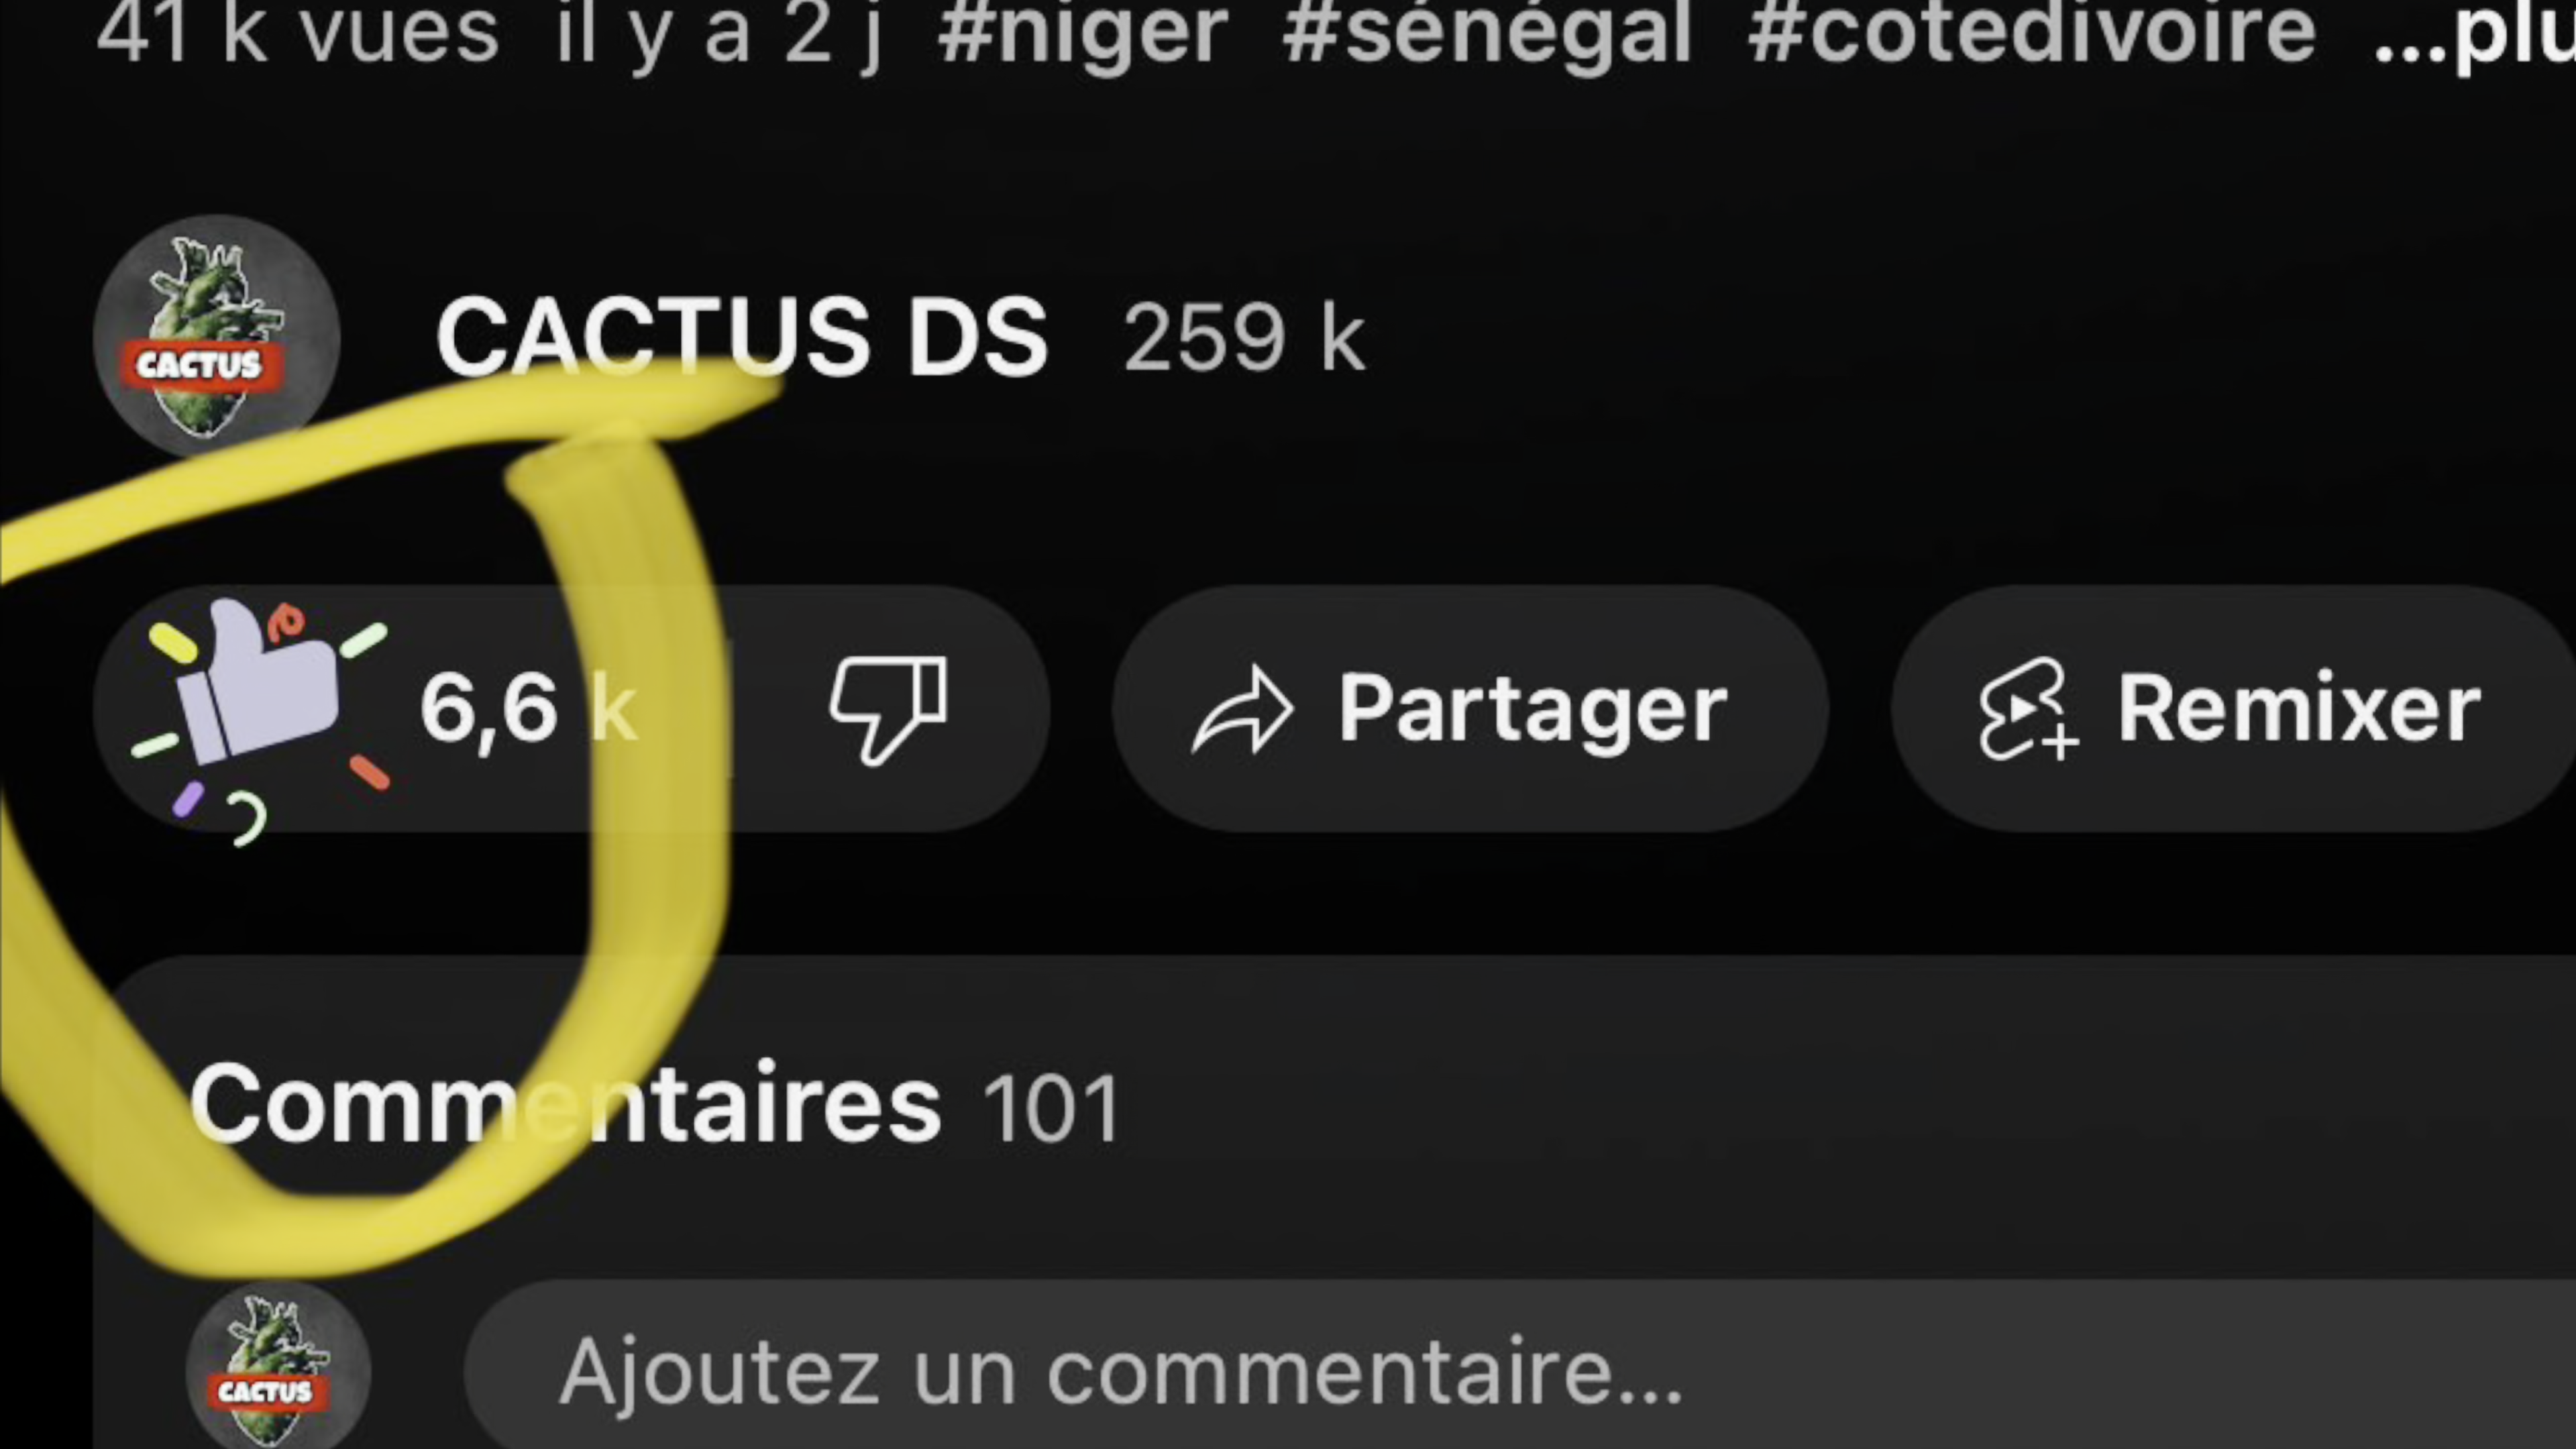 41 k vues il y a 2 j #niger #sénégal #cotedivoire ...plu
CACTUS
CACTUS DS 259 k
6,6 k
Partager
Remixer
Commentaires 101
CACTUS
Ajoutez un commentaire...